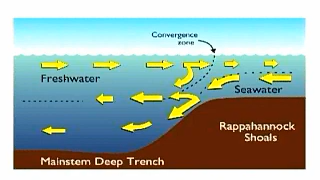 Convergence
zone
Freshwater
Seawater
Rappahannock
Shoals
Mainstem Deep Trench